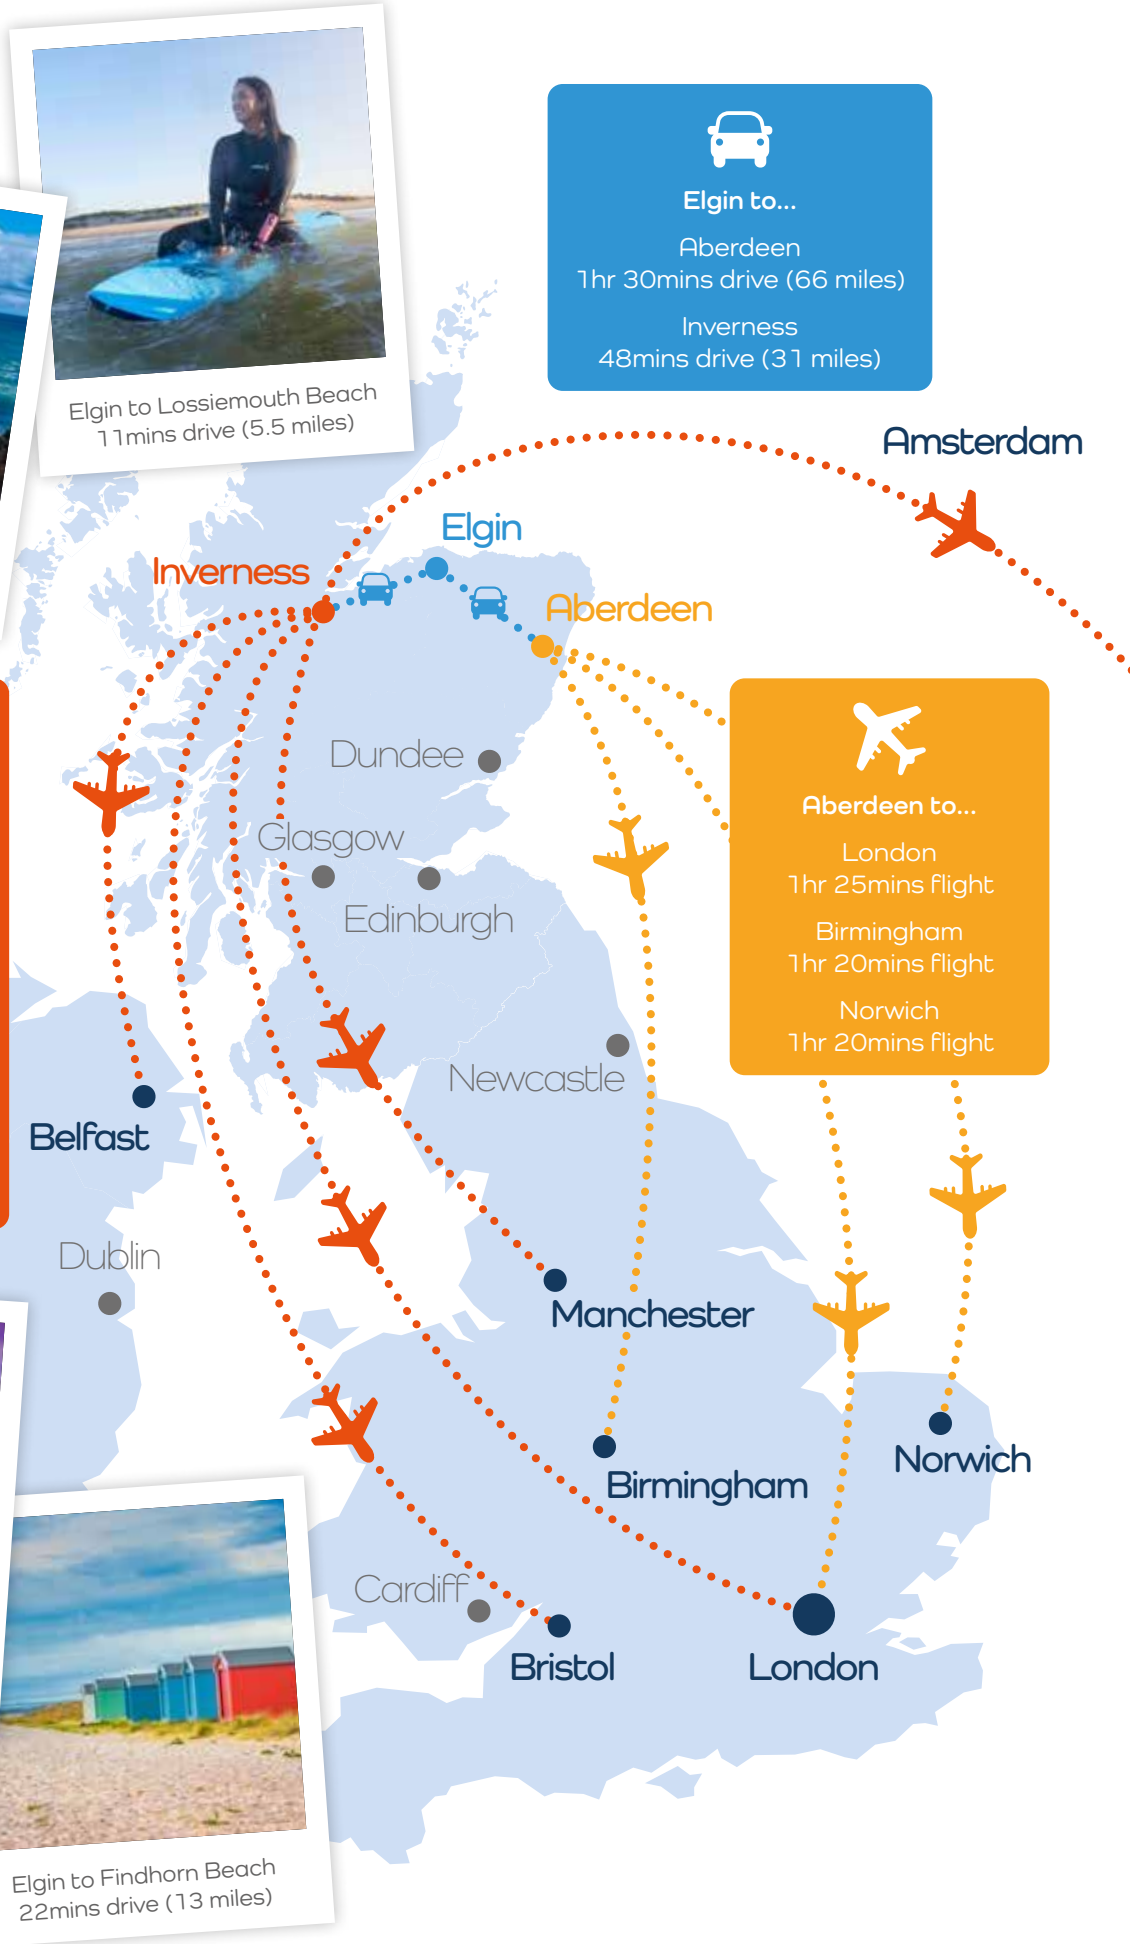 Elgin to Lossiemouth Beach
11mins drive (5.5 miles)
Elgin to...
Aberdeen
1hr 30mins drive (66 miles)
Inverness
48mins drive (31 miles)
Amsterdam
Elgin
Inverness
Aberdeen
Dundee
Glasgow
Edinburgh
Aberdeen to...
London
1hr 25mins flight
Birmingham
1hr 20mins flight
Norwich
1hr 20mins flight
Newcastle
Belfast
Dublin
Manchester
Norwich
Birmingham
Cardiff
Bristol
London
Elgin to Findhorn Beach
22mins drive (13 miles)